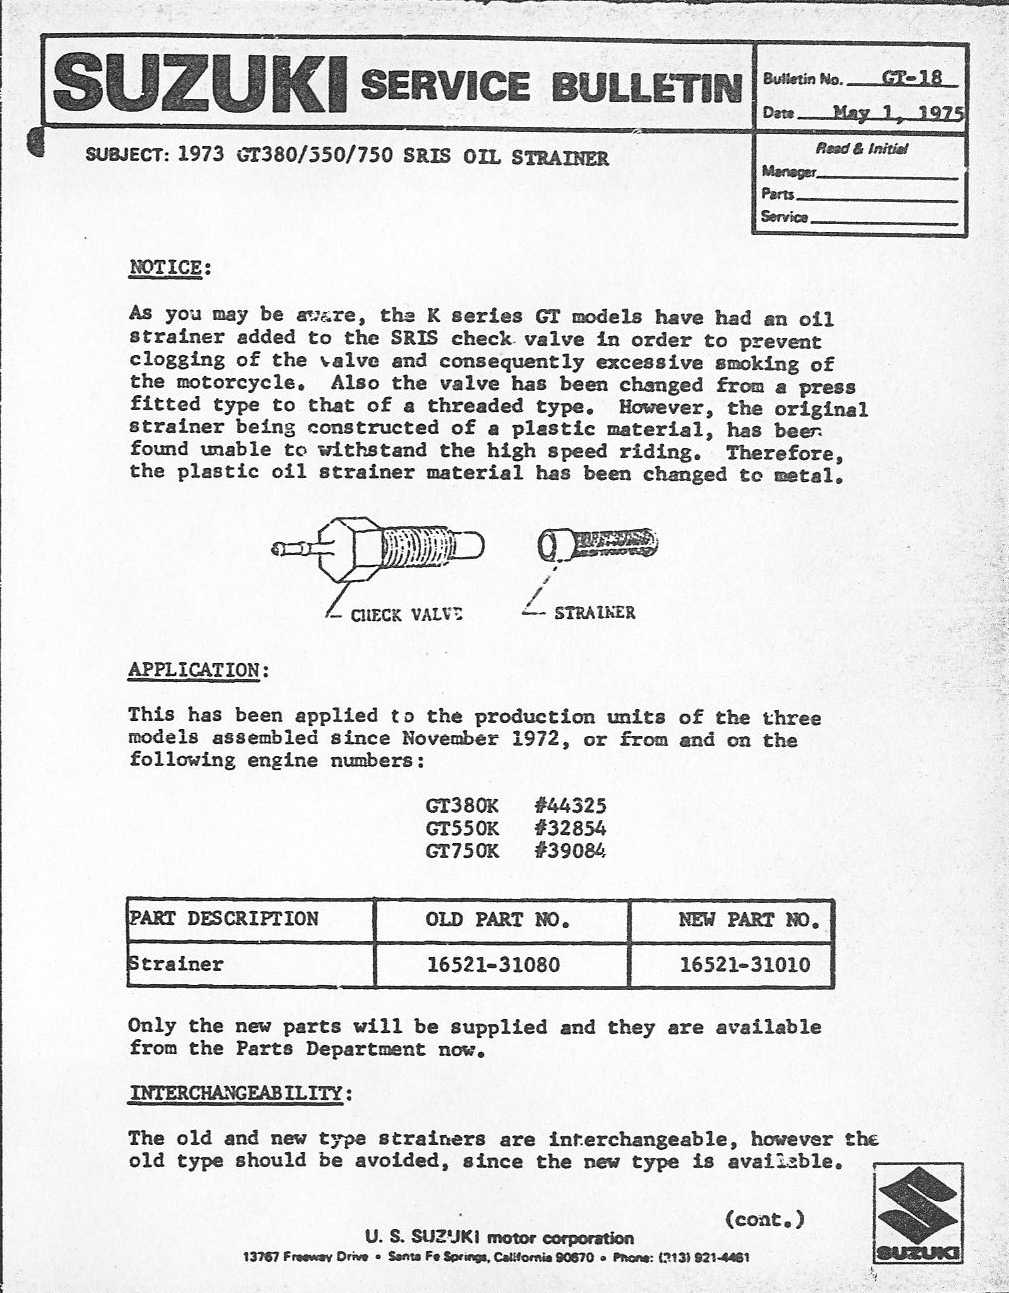 SUZUKI SERVICE BULLETIN
Bulletin No. GT-18
Date May 1, 1975
Read & Initial
Manager
Parts
Service
SUBJECT: 1973 GT380/550/750 SRIS OIL STRAINER
NOTICE:
As you may be aware, the K series GT models have had an oil
strainer added to the SRIS check valve in order to prevent
clogging of the valve and consequently excessive smoking of
the motorcycle. Also the valve has been changed from a press
fitted type to that of a threaded type. However, the original
strainer being constructed of a plastic material, has been
found unable to withstand the high speed riding. Therefore,
the plastic oil strainer material has been changed to metal.
CHECK VALVE
STRAINER
APPLICATION:
This has been applied to the production units of the three
models assembled since November 1972, or from and on the
following engine numbers:
GT380K #44325
GT550K #32854
GT750K #39084
PART DESCRIPTION OLD PART NO. NEW PART NO.
Strainer 16521-31080 16521-31010
Only the new parts will be supplied and they are available
from the Parts Department now.
INTERCHANGEABILITY:
The old and new type strainers are interchangeable, however the
old type should be avoided, since the new type is available.
(cont.)
U. S. SUZUKI motor corporation
13767 Freeway Drive • Santa Fe Springs, California 90670 • Phone: (213) 921-4461
SUZUKI